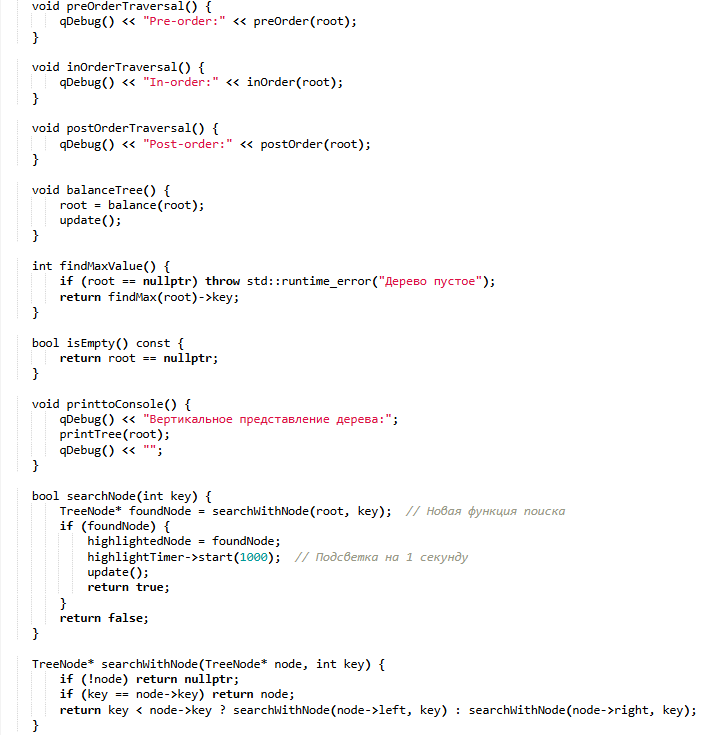 void preOrderTraversal() {
    qDebug() << "Pre-order:" << preOrder(root);
}

void inOrderTraversal() {
    qDebug() << "In-order:" << inOrder(root);
}

void postOrderTraversal() {
    qDebug() << "Post-order:" << postOrder(root);
}

void balanceTree() {
    root = balance(root);
    update();
}

int findMaxValue() {
    if (root == nullptr) throw std::runtime_error("Дерево пустое");
    return findMax(root)->key;
}

bool isEmpty() const {
    return root == nullptr;
}

void printtoConsole() {
    qDebug() << "Вертикальное представление дерева:";
    printTree(root);
    qDebug() << "";
}

bool searchNode(int key) {
    TreeNode* foundNode = searchWithNode(root, key);  // Новая функция поиска
    if (foundNode) {
        highlightedNode = foundNode;
        highlightTimer->start(1000);  // Подсветка на 1 секунду
        update();
        return true;
    }
    return false;
}

TreeNode* searchWithNode(TreeNode* node, int key) {
    if (!node) return nullptr;
    if (key == node->key) return node;
    return key < node->key ? searchWithNode(node->left, key) : searchWithNode(node->right, key);
}